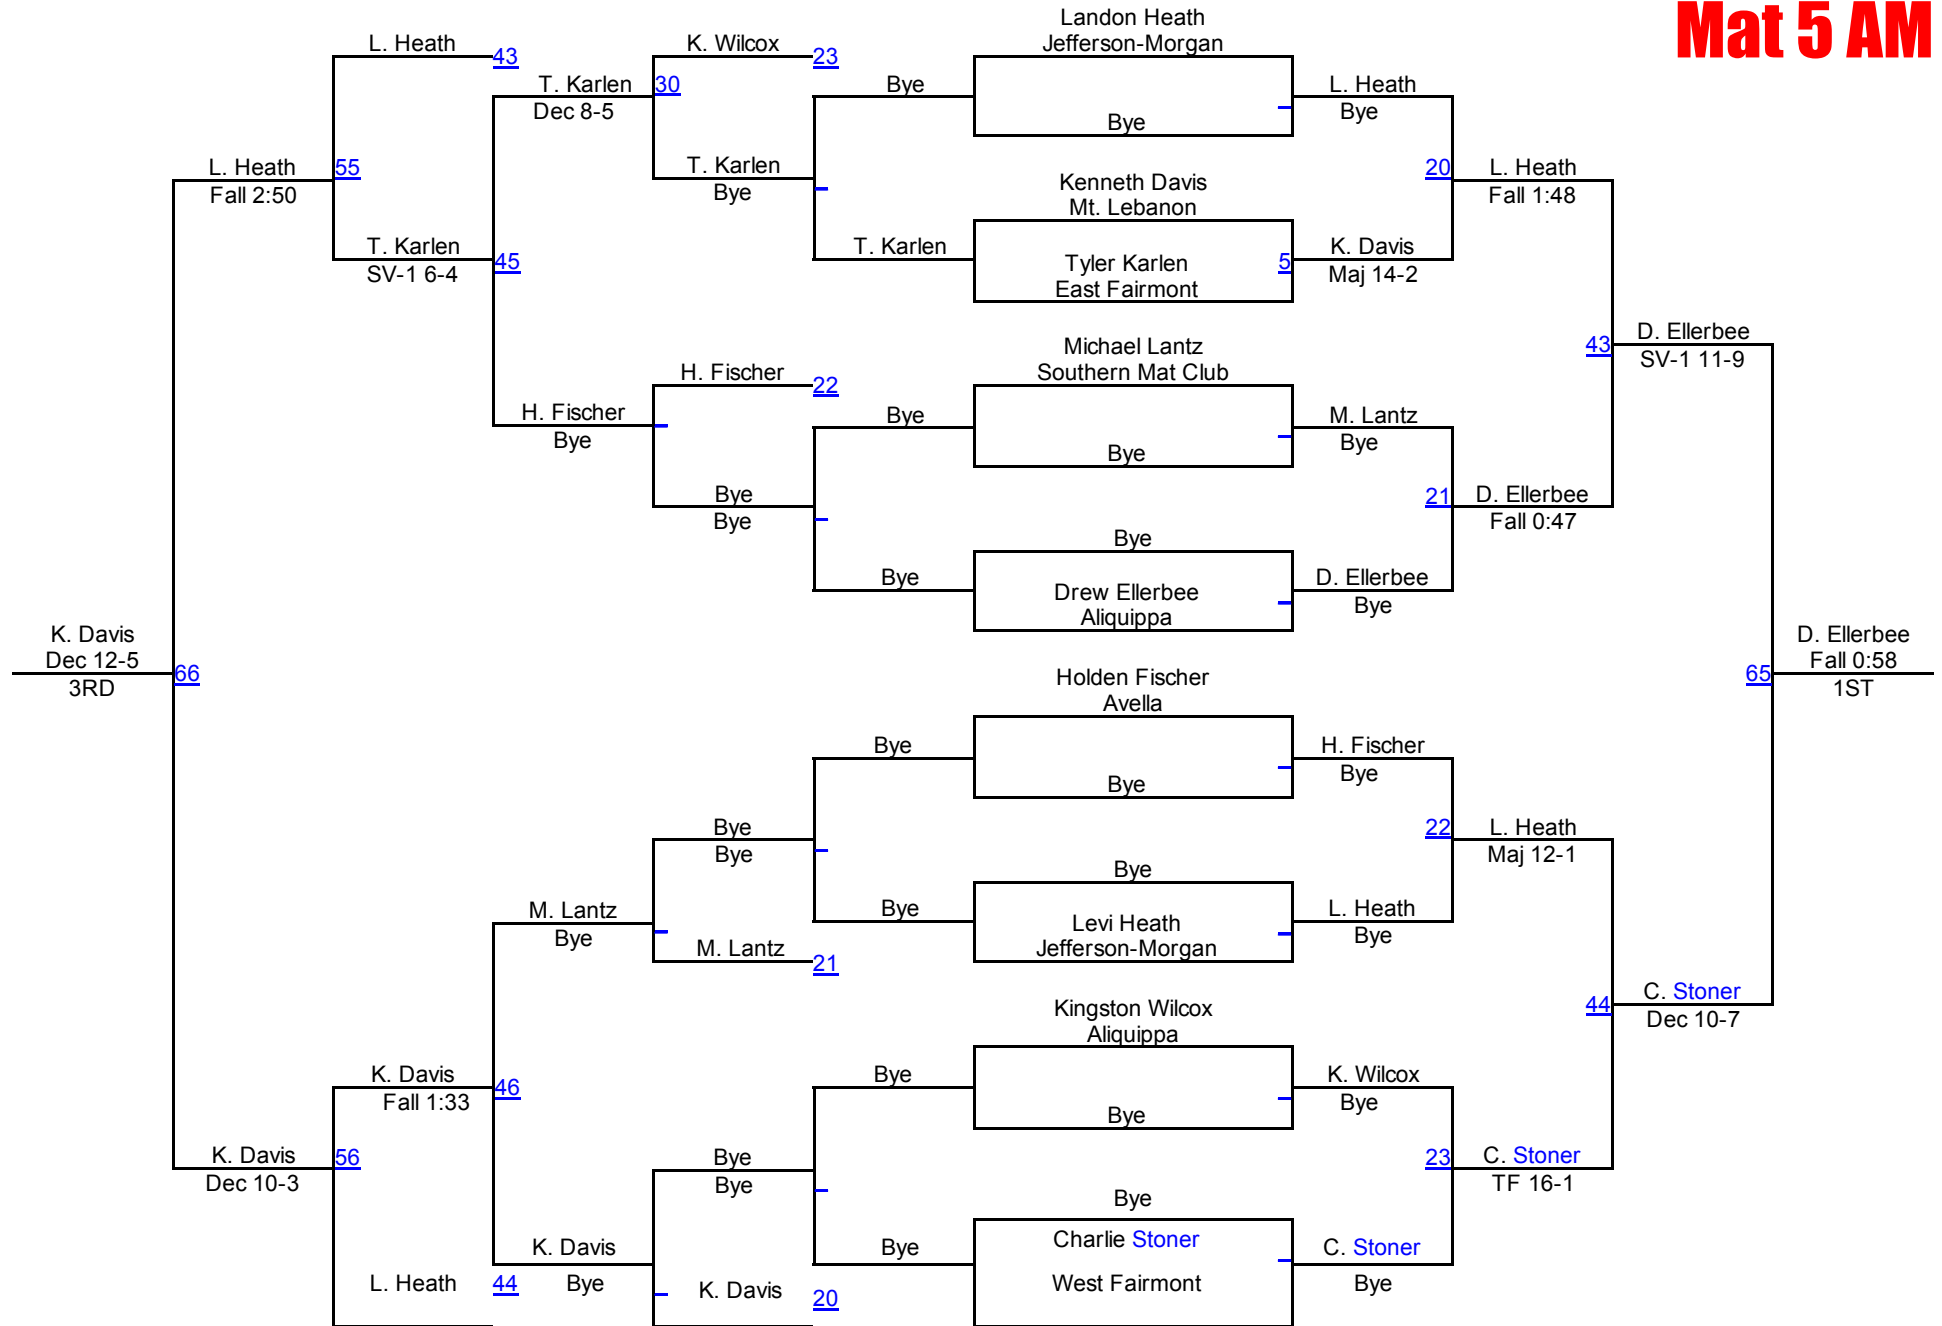 Mat 5 AM
Landon Heath
L. Heath
K. Wilcox
Jefferson-Morgan
43
23
T. Karlen
30
Bye
L. Heath
Dec 8-5
Bye
Bye
L. Heath
55
T. Karlen
20
L. Heath
Fall 2:50
Bye
Kenneth Davis
Fall 1:48
Mt. Lebanon
T. Karlen
45
T. Karlen
Tyler Karlen
5
K. Davis
SV-1 6-4
East Fairmont
Maj 14-2
Michael Lantz
43
D. Ellerbee
H. Fischer
22
Southern Mat Club
SV-1 11-9
H. Fischer
Bye
M. Lantz
Bye
Bye
Bye
Bye
21
D. Ellerbee
Bye
Fall 0:47
Bye
Bye
Drew Ellerbee
D. Ellerbee
Aliquippa
Bye
K. Davis
D. Ellerbee
Dec 12-5
Fall 0:58
66
65
3RD
1ST
Holden Fischer
Avella
Bye
H. Fischer
Bye
Bye
Bye
22
L. Heath
Bye
Maj 12-1
Bye
M. Lantz
Bye
Levi Heath
L. Heath
Bye
Jefferson-Morgan
Bye
M. Lantz
21
Kingston Wilcox
44
C. Stoner
Aliquippa
Dec 10-7
K. Davis
46
Bye
K. Wilcox
Fall 1:33
Bye
Bye
K. Davis
56
Bye
23
C. Stoner
Dec 10-3
Bye
TF 16-1
Bye
K. Davis
Bye
Charlie Stoner
C. Stoner
L. Heath
44
Bye
K. Davis
20
West Fairmont
Bye